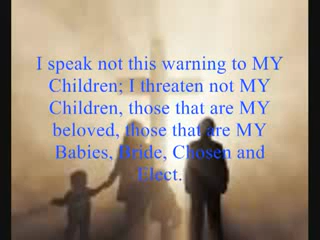 I speak not this warning to MY
Children; I threaten not MY
Children, those that are MY
beloved, those that are MY
Babies, Bride, Chosen and
Elect.